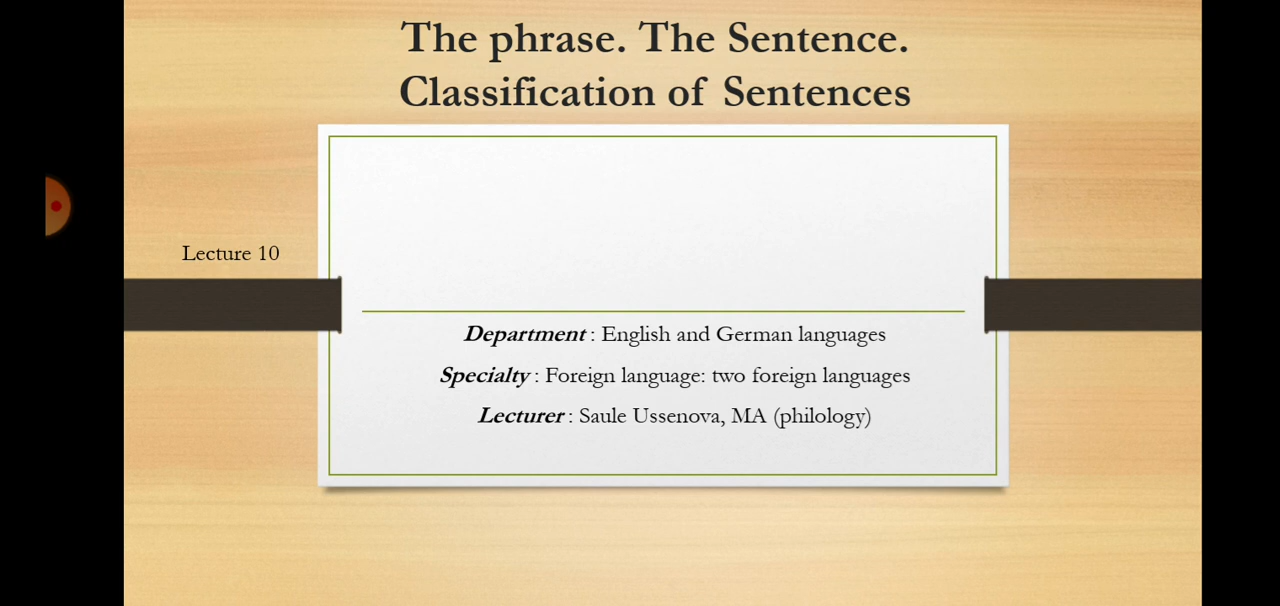 The phrase. The Sentence.
Classification of Sentences
Lecture 10
Department : English and German languages
Specialty : Foreign language: two foreign languages
Lecturer : Saule Ussenova, MA (philology)